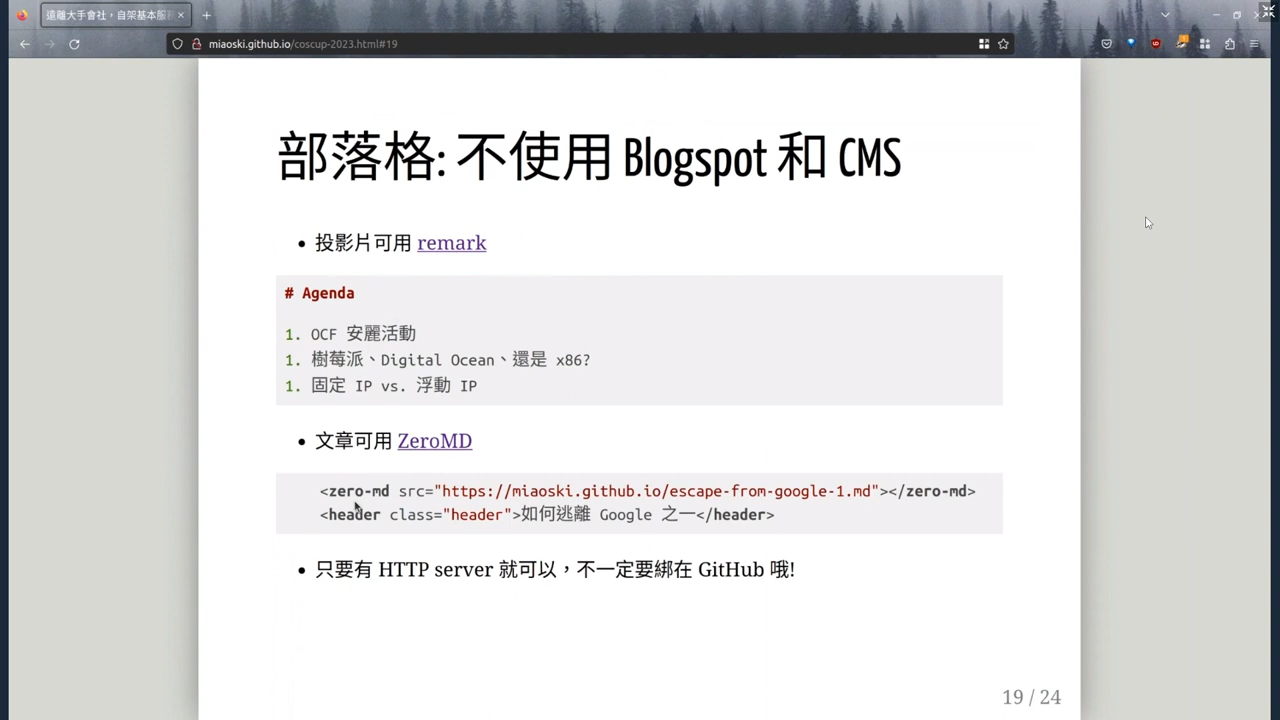 遠離大手會社，自架基本服務
miaoski.github.io/coscup-2023.html#19
部落格: 不使用 Blogspot 和 CMS
• 投影片可用 remark
# Agenda
1. OCF 安麗活動
1. 樹莓派、Digital Ocean、還是 x86?
1. 固定 IP vs. 浮動 IP
• 文章可用 ZeroMD
<zero-md src="https://miaoski.github.io/escape-from-google-1.md"></zero-md>
<header class="header">如何逃離 Google 之一</header>
• 只要有 HTTP server 就可以，不一定要綁在 GitHub 哦!
19 / 24